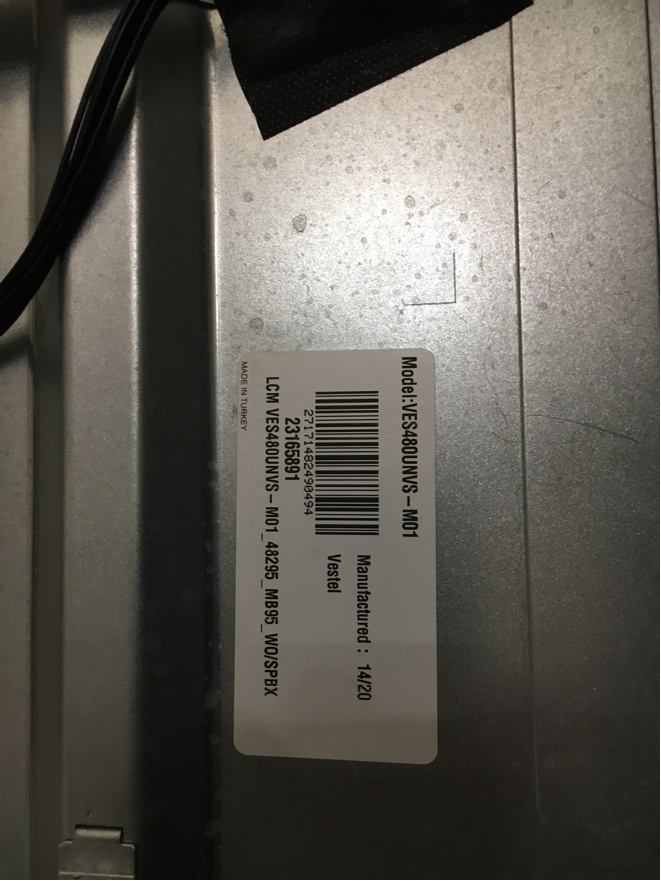 Model:VES480UNVS-M01
Manufactured : 14/20
Vestel
27171482490494
23165891
LCM VES480UNVS-M01_48295_MB95_WO/SPBX
MADE IN TURKEY